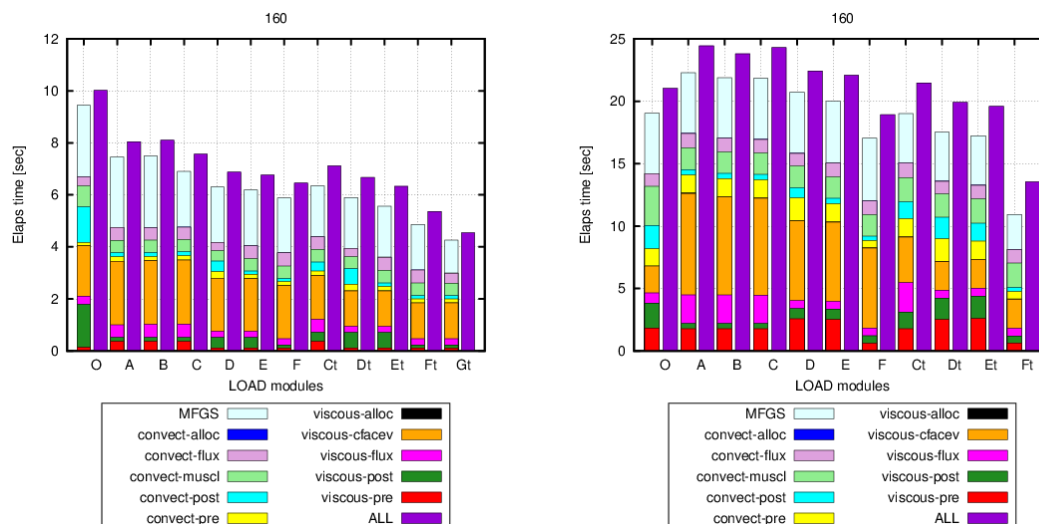 160
12
10
8
6
4
2
0
Elaps time [sec]
O A B C D E F Ct Dt Et Ft Gt
LOAD modules
MFGS viscous-alloc
convect-alloc viscous-cfacev
convect-flux viscous-flux
convect-muscl viscous-post
convect-post viscous-pre
convect-pre ALL
160
25
20
15
10
5
0
Elaps time [sec]
O A B C D E F Ct Dt Et Ft
LOAD modules
MFGS viscous-alloc
convect-alloc viscous-cfacev
convect-flux viscous-flux
convect-muscl viscous-post
convect-post viscous-pre
convect-pre ALL